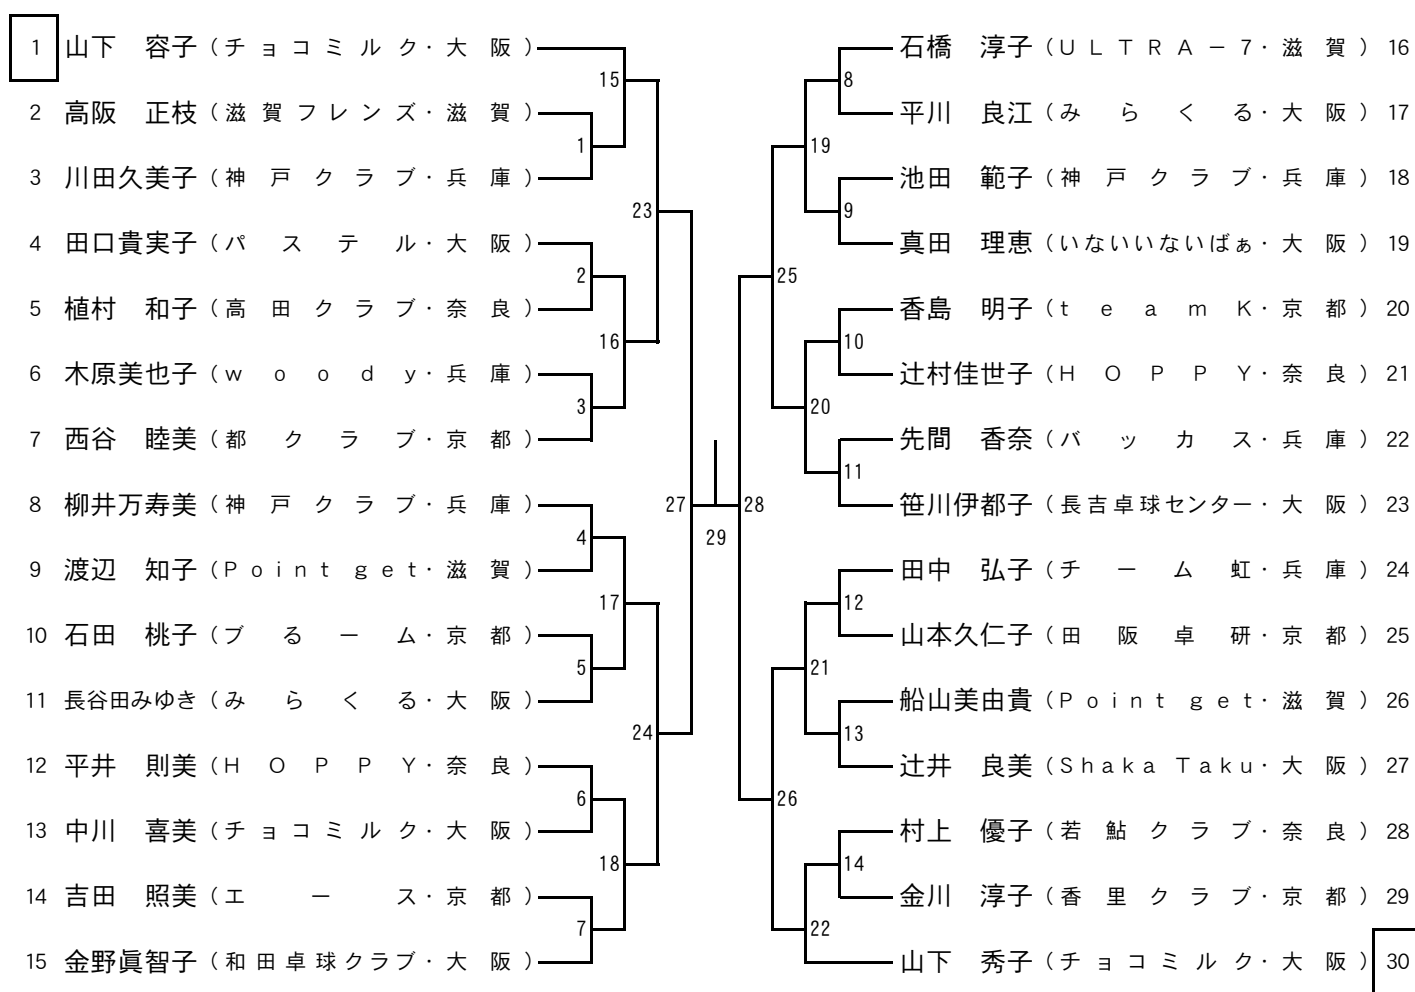 1 山下 容子 (チョコミルク・大阪)
2 高阪 正枝 (滋賀フレンズ・滋賀)
3 川田久美子 (神戸クラブ・兵庫)
4 田口貴実子 (パステル・大阪)
5 植村 和子 (高田クラブ・奈良)
6 木原美也子 (woody・兵庫)
7 西谷 睦美 (都クラブ・京都)
8 柳井万寿美 (神戸クラブ・兵庫)
9 渡辺 知子 (Point get・滋賀)
10 石田 桃子 (ブるーム・京都)
11 長谷田みゆき (みらくる・大阪)
12 平井 則美 (HOPPY・奈良)
13 中川 喜美 (チョコミルク・大阪)
14 吉田 照美 (エース・京都)
15 金野眞智子 (和田卓球クラブ・大阪)
15
1
23
2
16
3
27
4
17
5
24
6
18
7
29
28
8
19
9
25
10
20
11
12
21
13
26
14
22
石橋 淳子 (ULTRA-7・滋賀) 16
平川 良江 (みらくる・大阪) 17
池田 範子 (神戸クラブ・兵庫) 18
真田 理恵 (いないいないばぁ・大阪) 19
香島 明子 (teamK・京都) 20
辻村佳世子 (HOPPY・奈良) 21
先間 香奈 (バッカス・兵庫) 22
笹川伊都子 (長吉卓球センター・大阪) 23
田中 弘子 (チーム虹・兵庫) 24
山本久仁子 (田阪卓研・京都) 25
船山美由貴 (Point get・滋賀) 26
辻井 良美 (Shaka Taku・大阪) 27
村上 優子 (若鮎クラブ・奈良) 28
金川 淳子 (香里クラブ・京都) 29
山下 秀子 (チョコミルク・大阪) 30